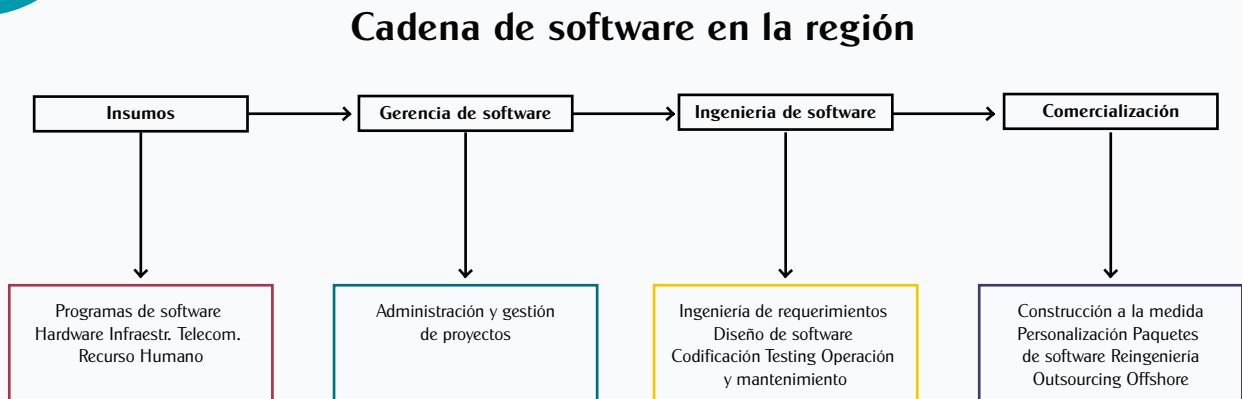 Cadena de software en la región
Insumos
Gerencia de software
Ingenieria de software
Comercialización
Programas de software
Hardware Infraestr. Telecom.
Recurso Humano
Administración y gestión
de proyectos
Ingeniería de requerimientos
Diseño de software
Codificación Testing Operación
y mantenimiento
Construcción a la medida
Personalización Paquetes
de software Reingeniería
Outsourcing Offshore